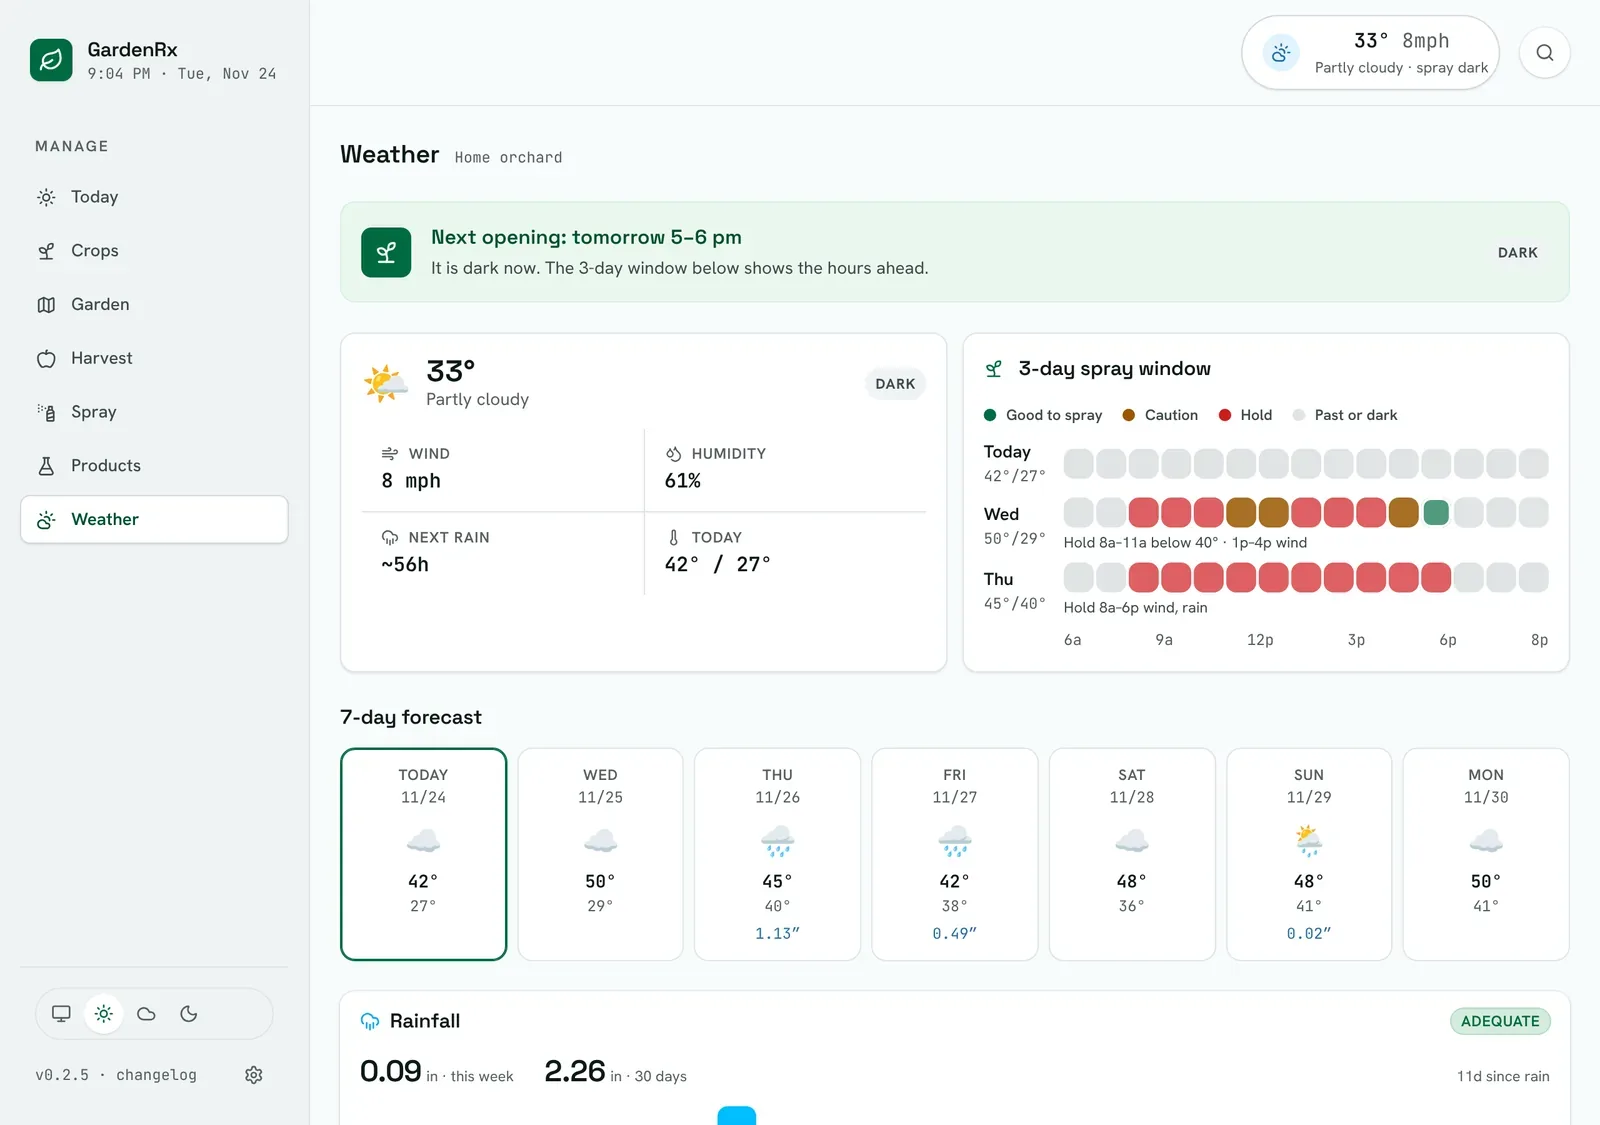 GardenRx
9:04 PM · Tue, Nov 24
MANAGE
Today
Crops
Garden
Harvest
Spray
Products
Weather
v0.2.5 · changelog
33° 8mph
Partly cloudy · spray dark
Weather Home orchard
Next opening: tomorrow 5–6 pm
It is dark now. The 3-day window below shows the hours ahead.
DARK
33°
Partly cloudy
DARK
WIND
8 mph
HUMIDITY
61%
NEXT RAIN
~56h
TODAY
42° / 27°
3-day spray window
Good to spray Caution Hold Past or dark
Today
42°/27°
Wed
50°/29°
Hold 8a–11a below 40° · 1p–4p wind
Thu
45°/40°
Hold 8a–6p wind, rain
6a 9a 12p 3p 6p 8p
7-day forecast
TODAY
11/24
42°
27°
WED
11/25
50°
29°
THU
11/26
45°
40°
1.13″
FRI
11/27
42°
38°
0.49″
SAT
11/28
48°
36°
SUN
11/29
48°
41°
0.02″
MON
11/30
50°
41°
Rainfall
ADEQUATE
0.09 in · this week 2.26 in · 30 days
11d since rain